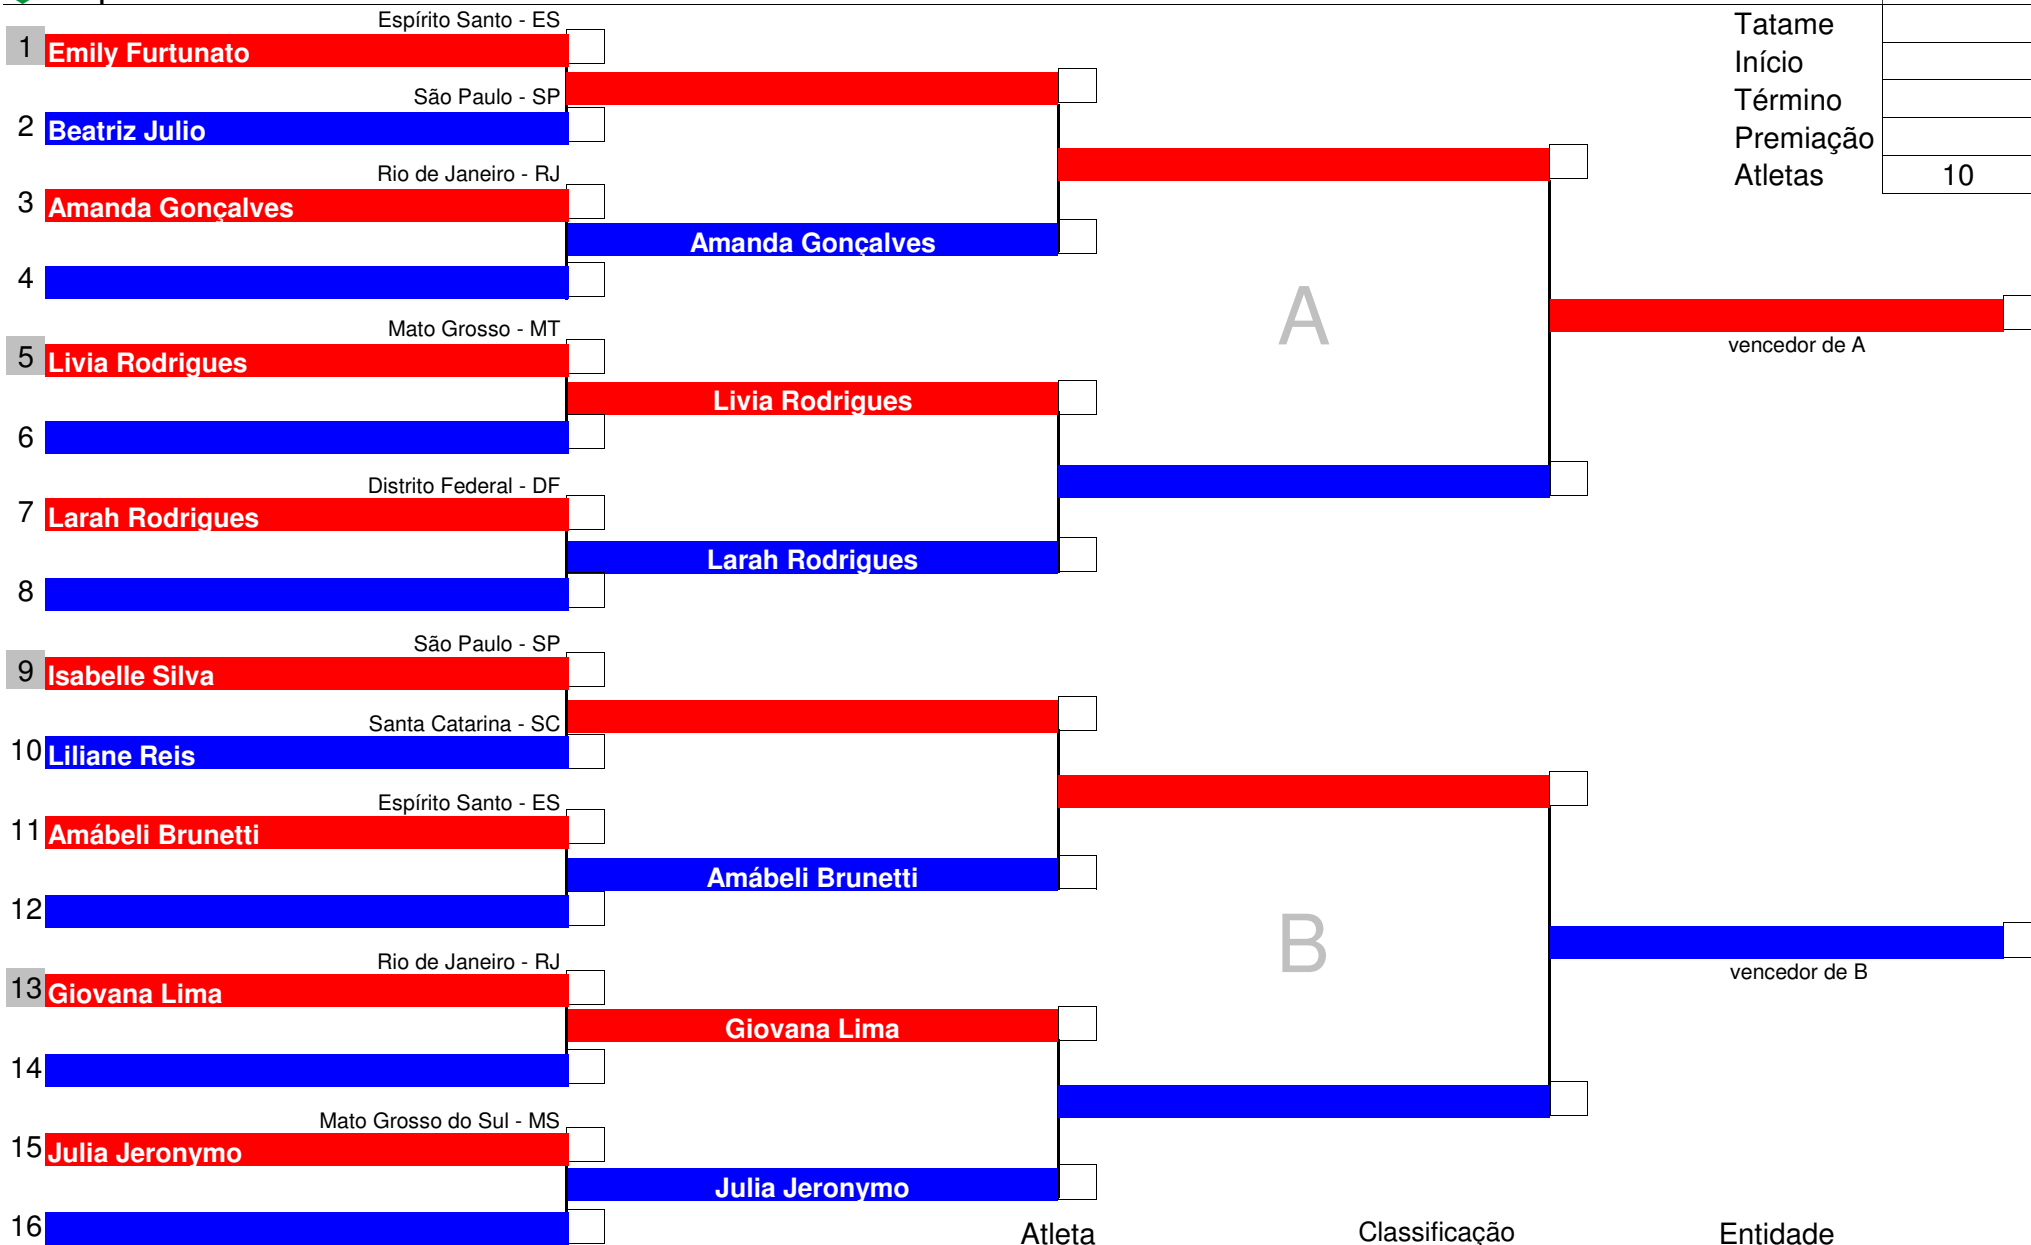 Espírito Santo - ES
1 Emily Furtunato
São Paulo - SP
2 Beatriz Julio
Rio de Janeiro - RJ
3 Amanda Gonçalves
Amanda Gonçalves
4
Mato Grosso - MT
5 Livia Rodrigues
Livia Rodrigues
6
Distrito Federal - DF
7 Larah Rodrigues
Larah Rodrigues
8
São Paulo - SP
9 Isabelle Silva
Santa Catarina - SC
10 Liliane Reis
Espírito Santo - ES
11 Amábeli Brunetti
Amábeli Brunetti
12
Rio de Janeiro - RJ
13 Giovana Lima
Giovana Lima
14
Mato Grosso do Sul - MS
15 Julia Jeronymo
Julia Jeronymo
16
A
B
Tatame
Início
Término
Premiação
Atletas 10
vencedor de A
vencedor de B
Atleta Classificação Entidade